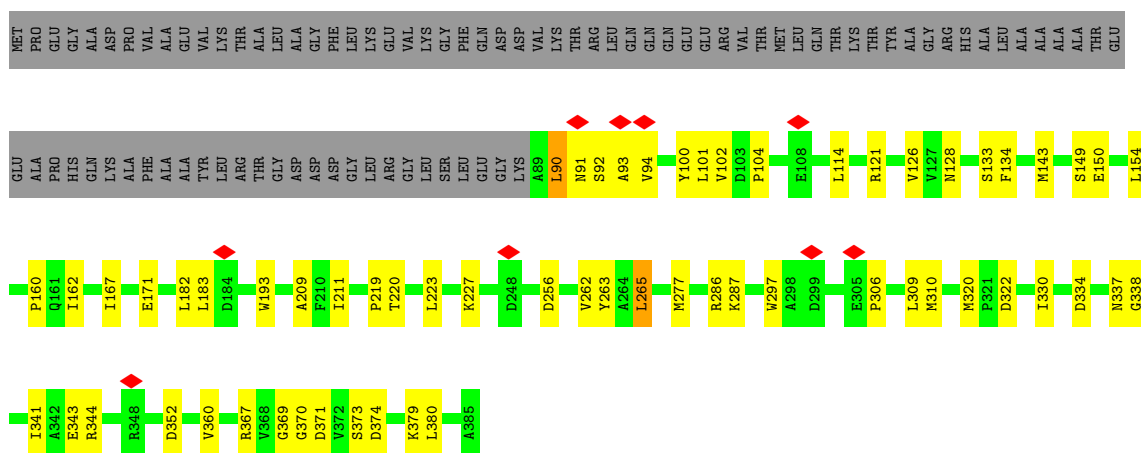 MET PRO GLU GLY ALA ASP PRO VAL ALA GLU VAL LYS THR ALA LEU ALA GLY PHE LEU LYS GLU VAL LYS GLY PHE GLN ASP ASP VAL LYS THR ARG LEU GLN GLN GLN GLU GLU ARG VAL THR MET LEU GLN THR LYS THR TYR ALA GLY ARG HIS ALA LEU ALA ALA ALA ALA THR GLU
GLU ALA PRO HIS GLN LYS ALA PHE ALA ALA TYR LEU ARG THR GLY ASP ASP ASP GLY LEU ARG GLY LEU SER LEU GLU GLY LYS A89 L90 N91 S92 A93 V94 Y100 L101 V102 D103 P104 E108 L114 R121 V126 V127 N128 S133 F134 M143 S149 E150 L154
P160 Q161 I162 I167 E171 L182 L183 D184 W193 A209 F210 I211 P219 T220 L223 K227 D248 D256 V262 Y263 A264 L265 M277 R286 K287 W297 A298 D299 E305 P306 L309 M310 M320 P321 D322 I330 D334 N337 G338
I341 A342 E343 R344 R348 D352 V360 R367 V368 G369 G370 D371 V372 S373 D374 K379 L380 A385